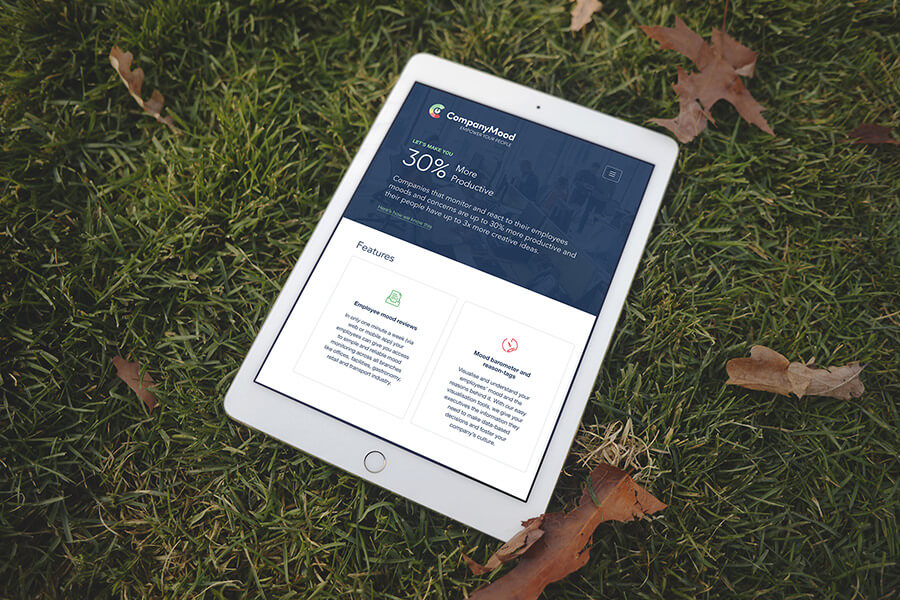 CompanyMood
EMPOWER YOUR PEOPLE
LET'S MAKE YOU
30% More
Productive
Companies that monitor and react to their employees
moods and concerns are up to 30% more productive and
their people have up to 3x more creative ideas.
Here's how we know this
Features
Employee mood reviews
In only one minute a week (via
web or mobile app) your
employees can give you access
to simple and reliable mood
monitoring across all branches
like offices, facilities, gastronomy,
retail and transport industry.
Mood barometer and
reason-tags
Visualise and understand your
employees' mood and the
reasons behind it. With our easy
visualisation tools, we give your
executives the information they
need to make data-based
decisions and foster your
company's culture.